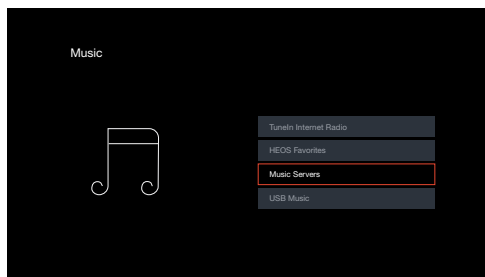 Music
TuneIn Internet Radio
HEOS Favorites
Music Servers
USB Music